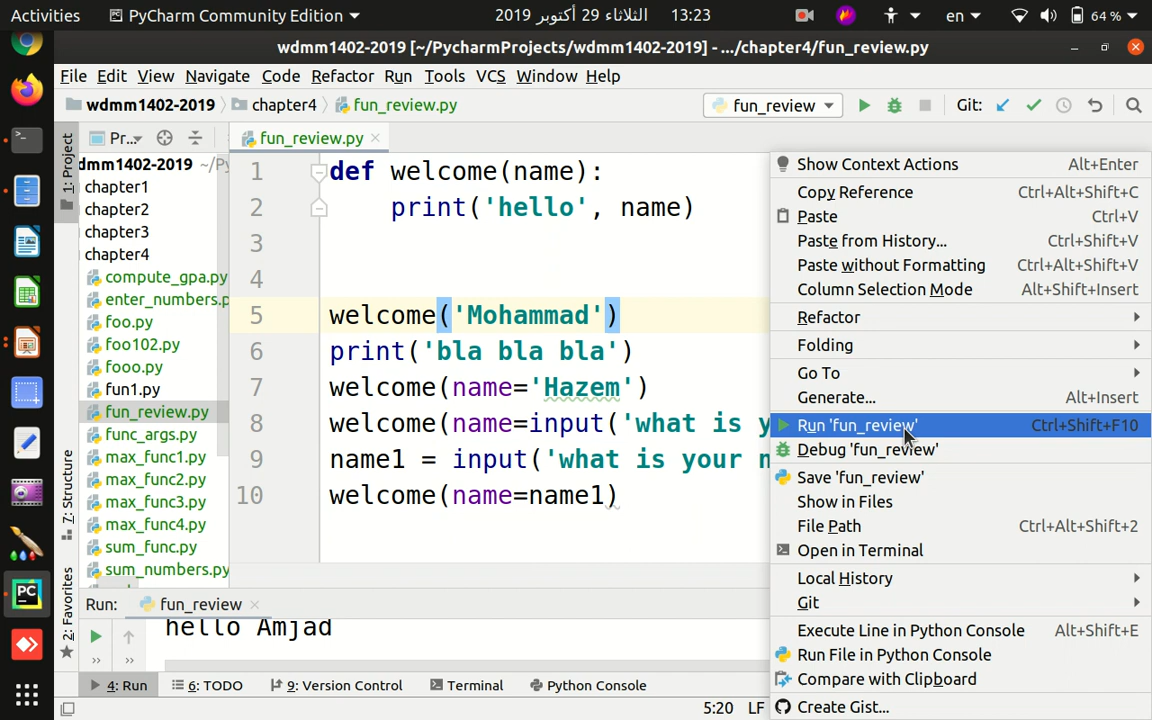 Activities
PyCharm Community Edition
الثلاثاء 29 أكتوبر 2019
13:23
en
64 %
wdmm1402-2019 [~/PycharmProjects/wdmm1402-2019] - .../chapter4/fun_review.py
File Edit View Navigate Code Refactor Run Tools VCS Window Help
wdmm1402-2019 chapter4 fun_review.py
fun_review
Git:
1: Project
Pr...
fun_review.py
dmm1402-2019 ~/Py
chapter1
chapter2
chapter3
chapter4
compute_gpa.py
enter_numbers.p
foo.py
foo102.py
fooo.py
fun1.py
fun_review.py
func_args.py
max_func1.py
max_func2.py
max_func3.py
max_func4.py
sum_func.py
sum_numbers.py
7: Structure
2: Favorites
1 def welcome(name):
2 print('hello', name)
3
4
5 welcome('Mohammad')
6 print('bla bla bla')
7 welcome(name='Hazem')
8 welcome(name=input('what is y
9 name1 = input('what is your n
10 welcome(name=name1)
Show Context Actions Alt+Enter
Copy Reference Ctrl+Alt+Shift+C
Paste Ctrl+V
Paste from History... Ctrl+Shift+V
Paste without Formatting Ctrl+Alt+Shift+V
Column Selection Mode Alt+Shift+Insert
Refactor
Folding
Go To
Generate... Alt+Insert
Run 'fun_review' Ctrl+Shift+F10
Debug 'fun_review'
Save 'fun_review'
Show in Files
File Path Ctrl+Alt+Shift+2
Open in Terminal
Local History
Git
Execute Line in Python Console Alt+Shift+E
Run File in Python Console
Compare with Clipboard
Create Gist...
Run: fun_review
hello Amjad
4: Run 6: TODO 9: Version Control Terminal Python Console
5:20 LF